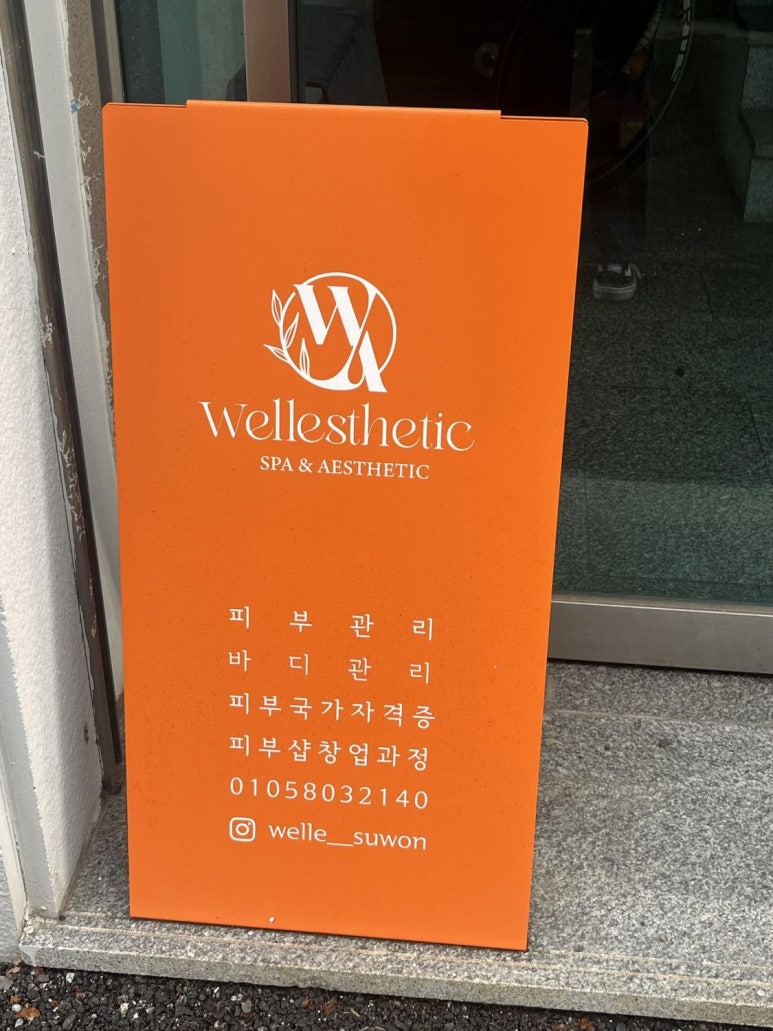 WA
Wellesthetic
SPA & AESTHETIC
피부관리
바디관리
피부국가자격증
피부샵창업과정
01058032140
welle__suwon